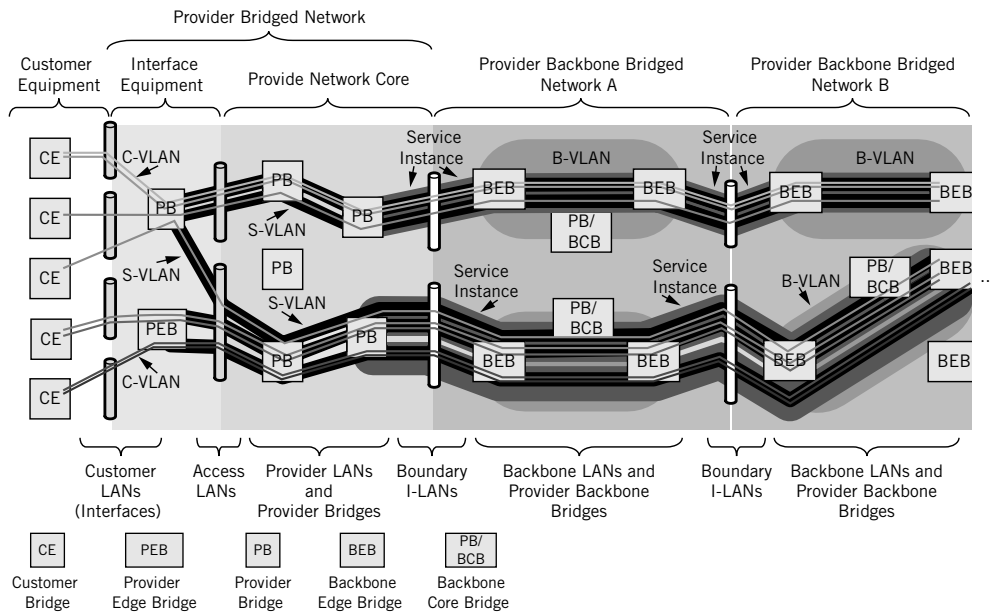 Provider Bridged Network
Customer
Equipment
Interface
Equipment
Provide Network Core
Provider Backbone Bridged
Network A
Provider Backbone Bridged
Network B
CE
C-VLAN
PB
Service
Instance
BEB
B-VLAN
BEB
Service
Instance
BEB
B-VLAN
BEB
CE
PB
S-VLAN
PB
PB/
BCB
CE
S-VLAN
PB
S-VLAN
Service
Instance
Service
Instance
B-VLAN
PB/
BCB
BEB
...
CE
PEB
PB
PB
PB/
BCB
BEB
BEB
BEB
BEB
CE
C-VLAN
Customer
LANs
(Interfaces)
Access
LANs
Provider LANs
and
Provider Bridges
Boundary
I-LANs
Backbone LANs and
Provider Backbone
Bridges
Boundary
I-LANs
Backbone LANs and
Provider Backbone
Bridges
CE
Customer
Bridge
PEB
Provider
Edge Bridge
PB
Provider
Bridge
BEB
Backbone
Edge Bridge
PB/
BCB
Backbone
Core Bridge